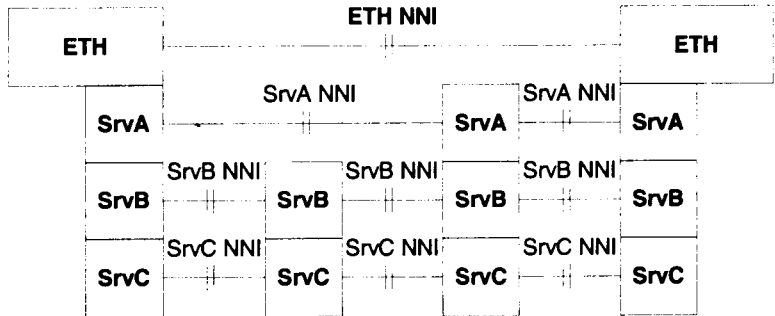 ETH NNI
ETH ETH
SrvA NNI SrvA NNI
SrvA SrvA SrvA
SrvB NNI SrvB NNI SrvB NNI
SrvB SrvB SrvB SrvB
SrvC NNI SrvC NNI SrvC NNI
SrvC SrvC SrvC SrvC